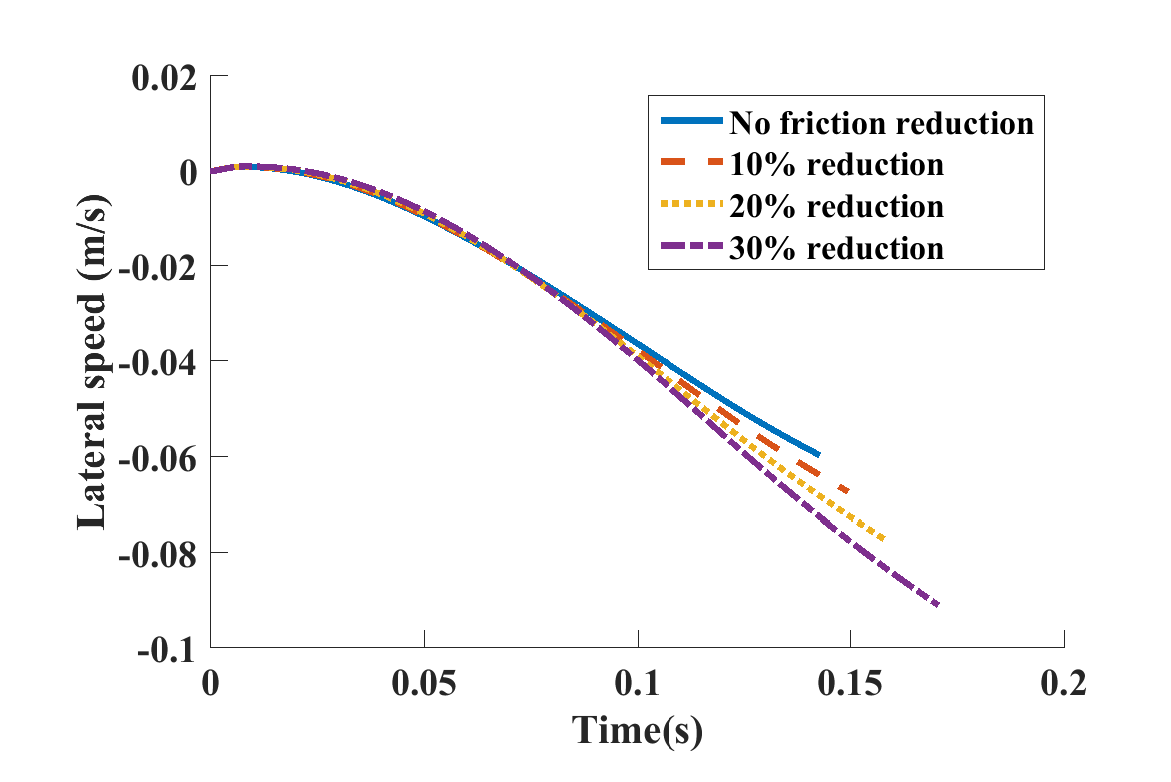 0.02
0
-0.02
-0.04
-0.06
-0.08
-0.1
Lateral speed (m/s)
No friction reduction
10% reduction
20% reduction
30% reduction
0
0.05
0.1
0.15
0.2
Time(s)